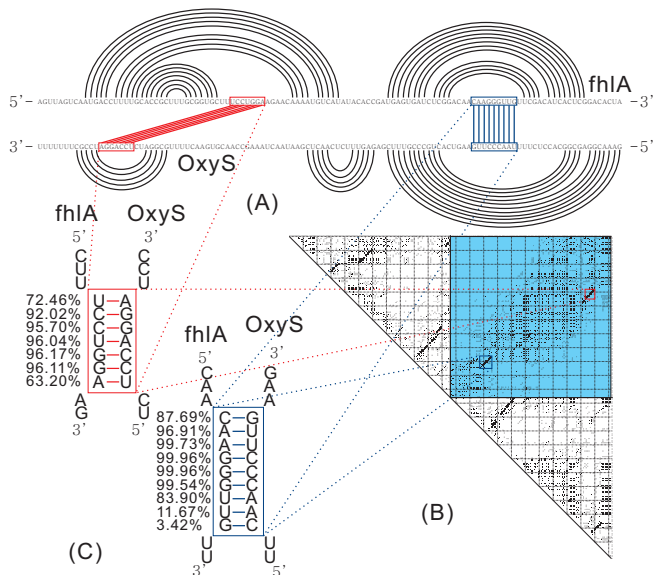 fhlA
5'-
-3'
3'-
-5'
OxyS
(A)
fhlA OxyS
5' 3'
C C
U C
U U
72.46% U A
92.02% C G
95.70% C G
96.04% U A
96.17% G C
96.11% G C
63.20% A U
A C
G U
3' 5'
fhlA OxyS
5' 3'
C G
A A
A A
87.69% C G
96.91% A U
99.73% A U
99.96% G C
99.96% G C
99.54% G C
83.90% U A
11.67% U A
3.42% G C
U U
U U
3' 5'
(B)
(C)